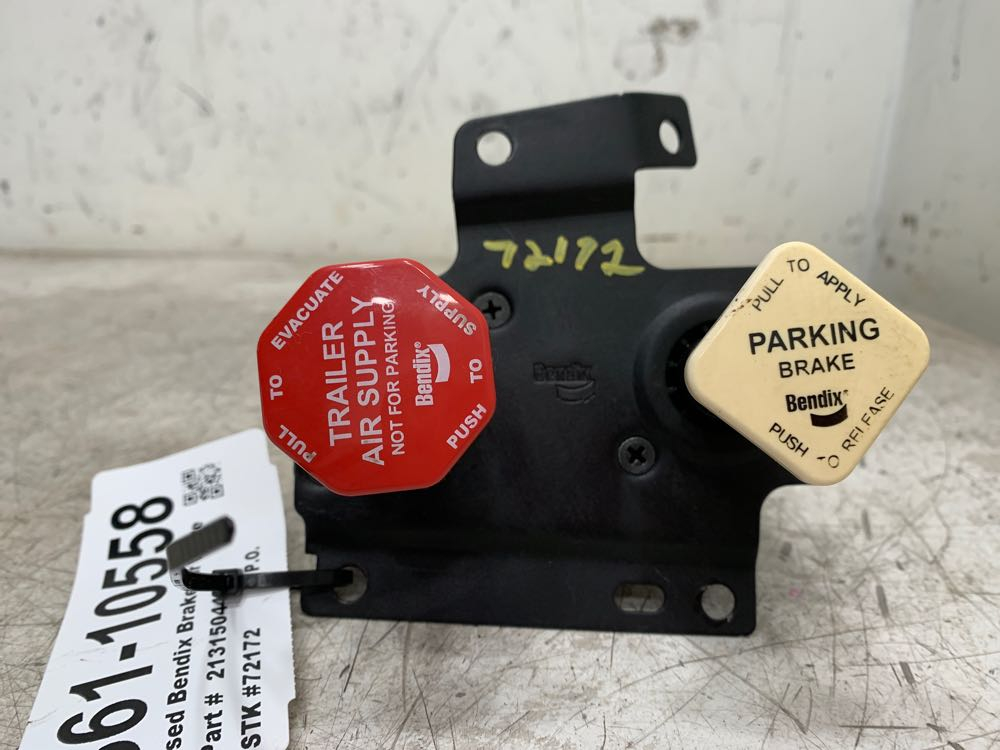 72172
PULL TO EVACUATE
TRAILER
AIR SUPPLY
NOT FOR PARKING
Bendix®
PUSH TO SUPPLY
Bendix
PULL TO APPLY
PARKING
BRAKE
Bendix®
PUSH TO RELEASE
661-10558
sed Bendix Brake
Part # 2131504
P.O.
STK #72172